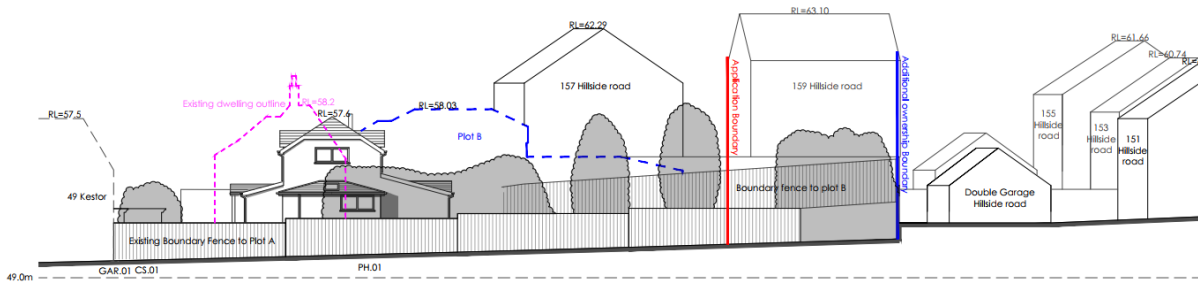 RL=63.10
RL=62.29
RL=61.66
RL=60.74
RL=
Existing dwelling outline
RL=58.2
RL=58.03
RL=57.6
RL=57.5
157 Hillside road
159 Hillside road
Application Boundary
Additional ownership Boundary
155
Hillside
road
153
Hillside
road
151
Hillside
road
Plot B
49 Kestor
Boundary fence to plot B
Double Garage
Hillside road
Existing Boundary Fence to Plot A
GAR.01
CS.01
PH.01
49.0m